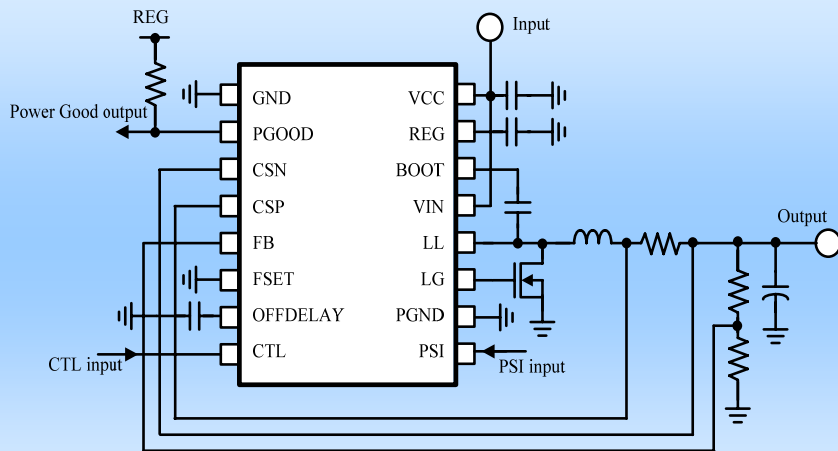 REG
Input
Power Good output
GND
PGOOD
CSN
CSP
FB
FSET
OFFDELAY
CTL
VCC
REG
BOOT
VIN
LL
LG
PGND
PSI
CTL input
PSI input
Output